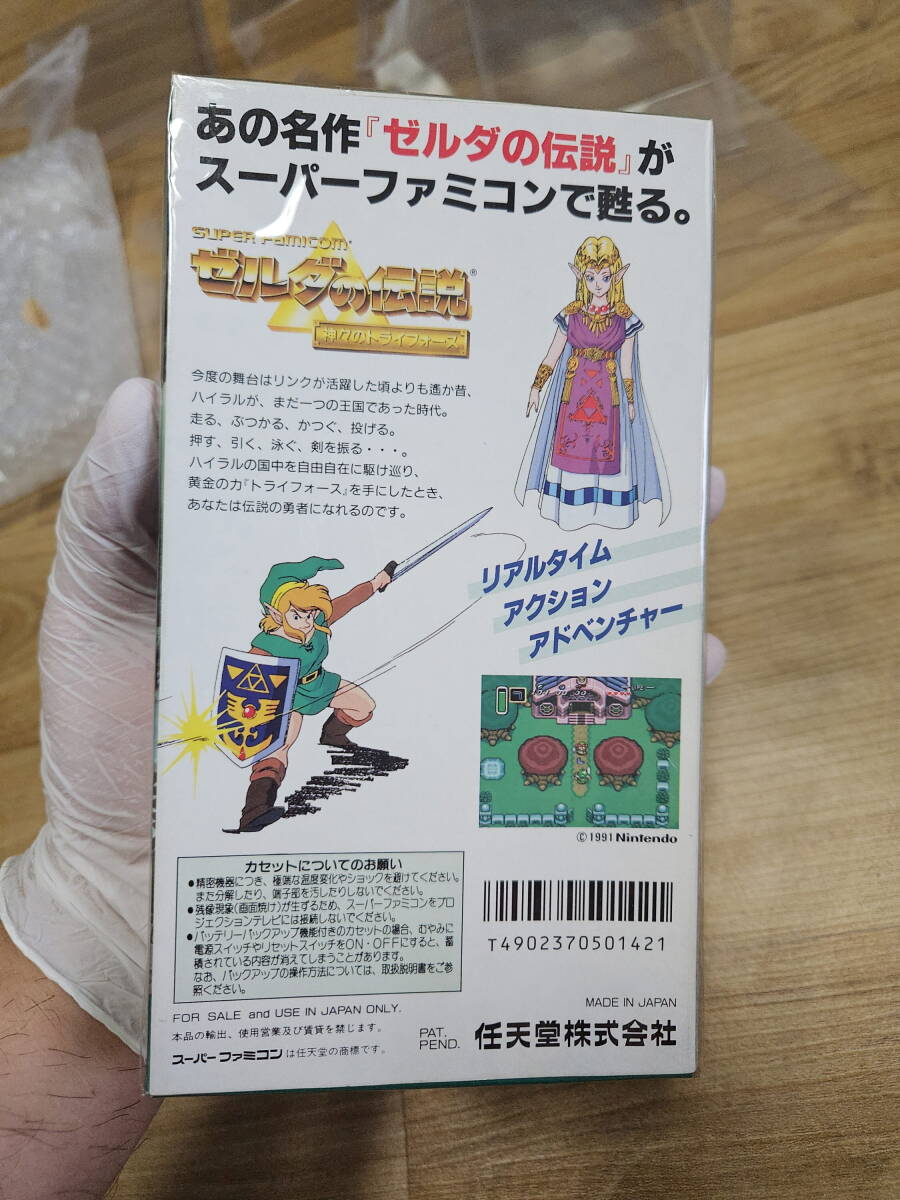 あの名作『ゼルダの伝説』が
スーパーファミコンで甦る。
SUPER FAMICOM
ゼルダの伝説®
神々のトライフォース
今度の舞台はリンクが活躍した頃よりも遙か昔、
ハイラルが、まだ一つの王国であった時代。
走る、ぶつかる、かつぐ、投げる。
押す、引く、泳ぐ、剣を振る・・・。
ハイラルの国中を自由自在に駆け巡り、
黄金の力『トライフォース』を手にしたとき、
あなたは伝説の勇者になれるのです。
リアルタイム
アクション
アドベンチャー
© 1991 Nintendo
カセットについてのお願い
●精密機器につき、極端な温度変化やショックを避けてください。
また分解したり、端子部を汚したりしないでください。
●残像現象(画面焼け)が生ずるため、スーパーファミコンをプロ
ジェクションテレビには接続しないでください。
●バッテリーバックアップ機能付きのカセットの場合、むやみに
電源スイッチやリセットスイッチをON・OFFにすると、蓄
積されている内容が消えてしまうことがあります。
なお、バックアップの操作方法については、取扱説明書をご参
照ください。
T4902370501421
FOR SALE and USE IN JAPAN ONLY.
本品の輸出、使用営業及び賃貸を禁じます。
スーパーファミコンは任天堂の商標です。
PAT.
PEND.
MADE IN JAPAN
任天堂株式会社